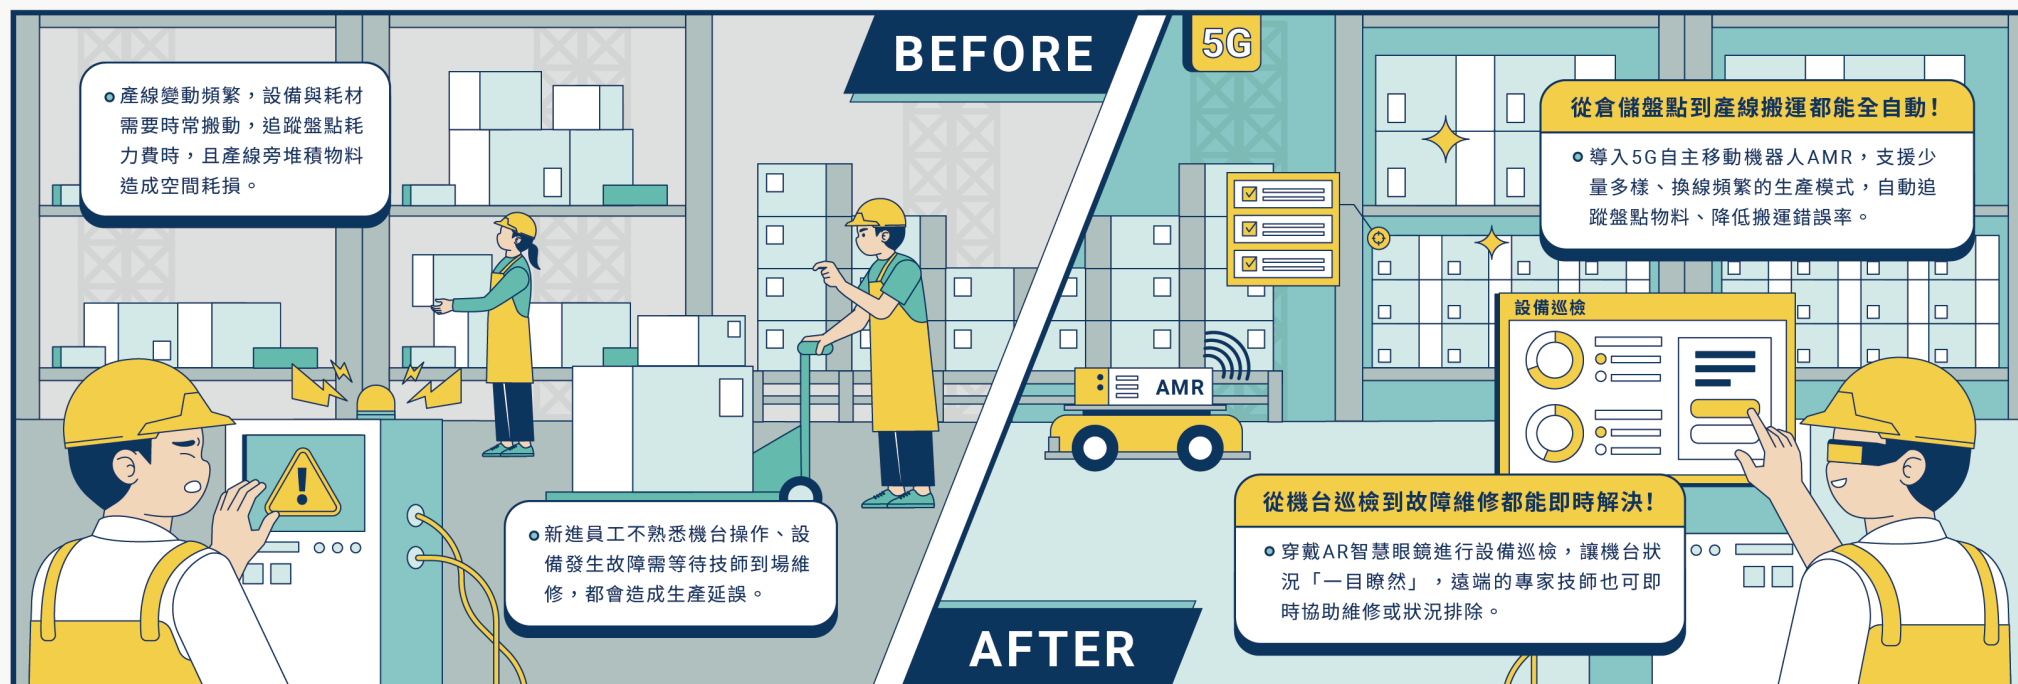 BEFORE
產線變動頻繁，設備與耗材
需要時常搬動，追蹤盤點耗
力費時，且產線旁堆積物料
造成空間耗損。
新進員工不熟悉機台操作、設
備發生故障需等待技師到場維
修，都會造成生產延誤。
5G
從倉儲盤點到產線搬運都能全自動！
導入5G自主移動機器人AMR，支援少
量多樣、換線頻繁的生產模式，自動追
蹤盤點物料、降低搬運錯誤率。
設備巡檢
AMR
從機台巡檢到故障維修都能即時解決！
穿戴AR智慧眼鏡進行設備巡檢，讓機台狀
況「一目瞭然」，遠端的專家技師也可即
時協助維修或狀況排除。
AFTER